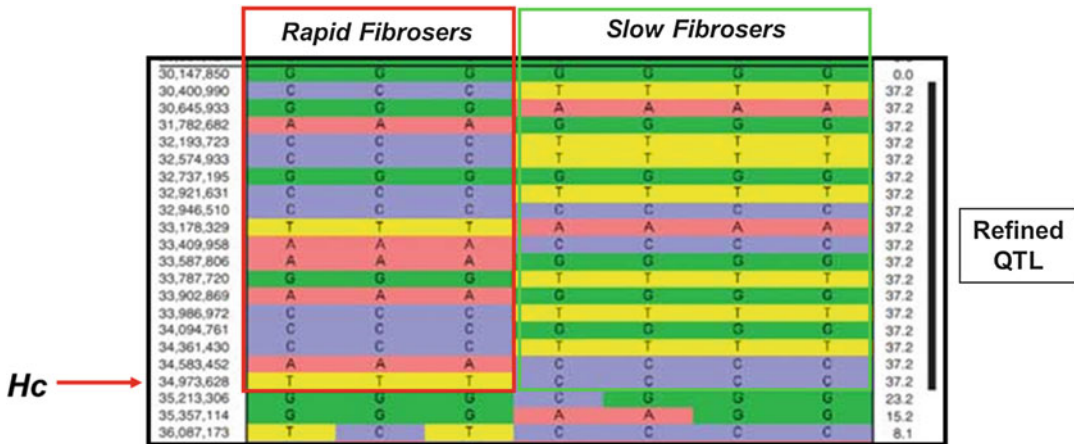 Rapid Fibrosers Slow Fibrosers
30,147,850 G G G G G G G 0.0
30,400,990 C C C T T T T 37.2
30,645,933 G G G A A A A 37.2
31,782,682 A A A G G G G 37.2
32,193,723 C C C T T T T 37.2
32,574,933 C C C T T T T 37.2
32,737,195 G G G G G G G 37.2
32,921,631 C C C T T T T 37.2
32,946,510 C C C C C C C 37.2
33,178,329 T T T A A A A 37.2
33,409,958 A A A C C C C 37.2
33,587,806 A A A G G G G 37.2
33,787,720 G G G T T T T 37.2
33,902,869 A A A G G G G 37.2
33,986,972 C C C T T T T 37.2
34,094,761 C C C G G G G 37.2
34,361,430 C C C T T T T 37.2
34,583,452 A A A C C C C 37.2
34,973,628 T T T C C C C 37.2
35,213,306 G G G C G G G 23.2
35,357,114 G G G A A G G 15.2
36,087,173 T C T C C C C 8.1
Refined
QTL
Hc